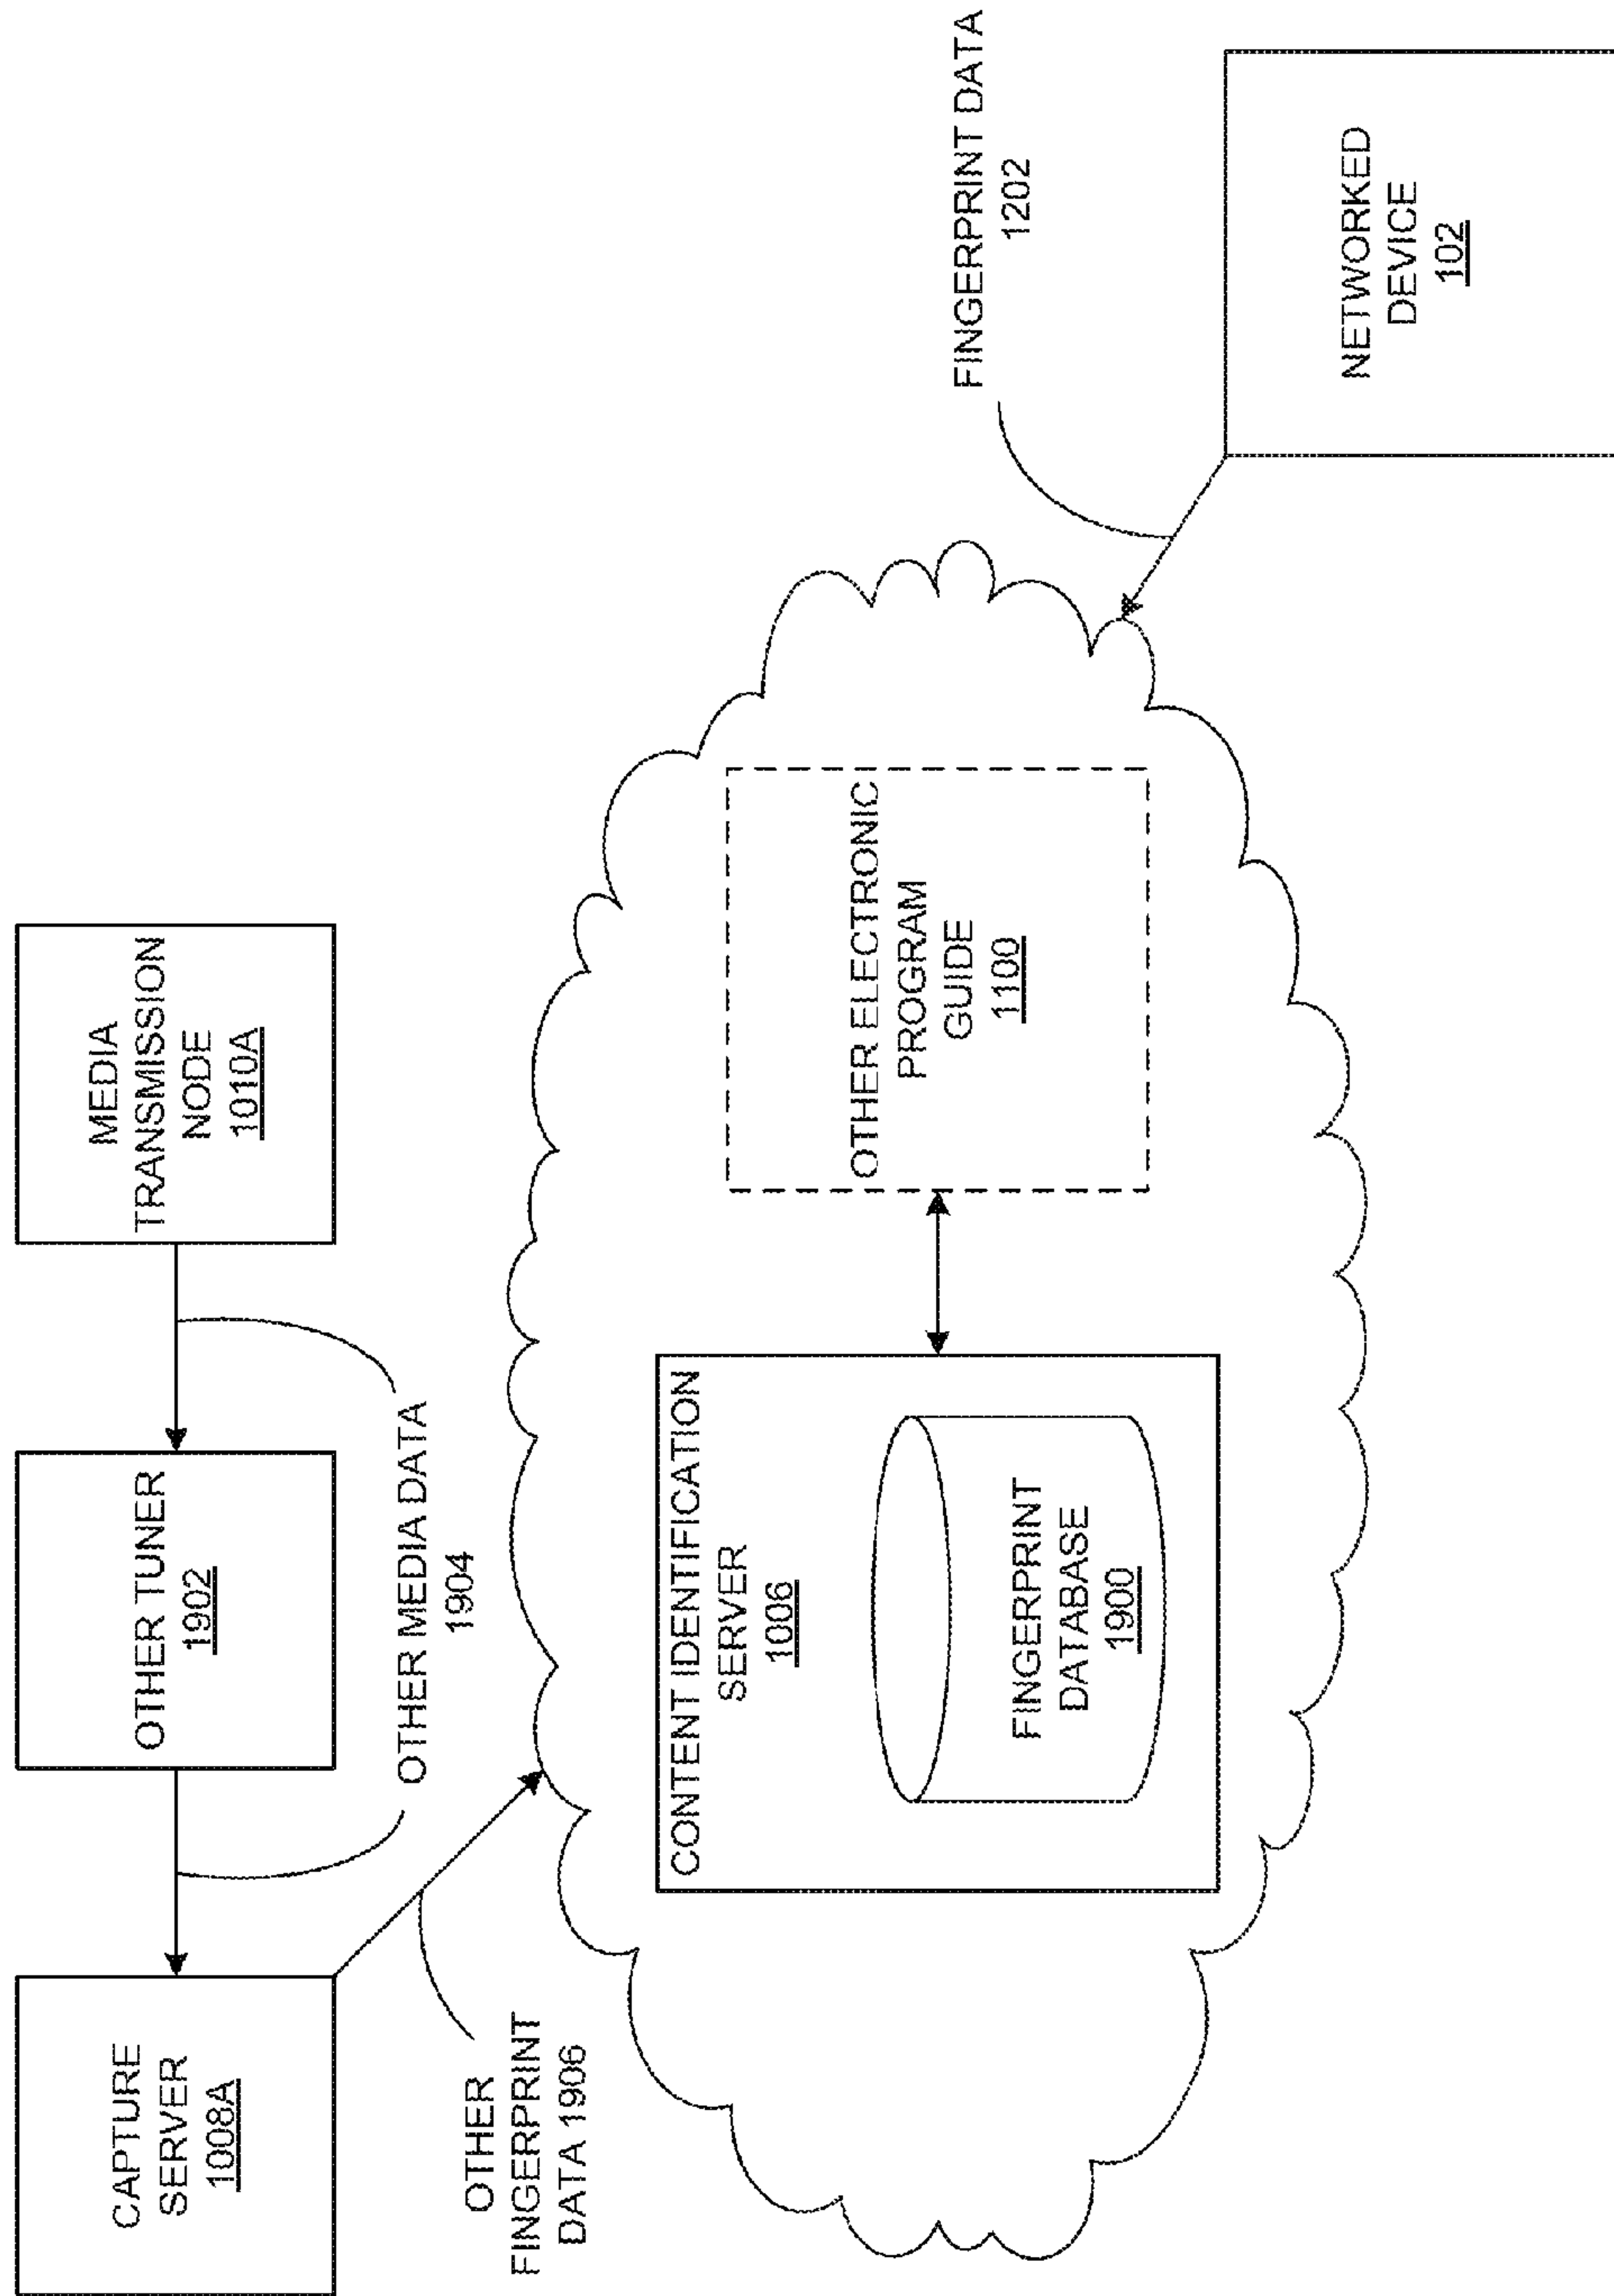 CAPTURE
SERVER
1008A
OTHER TUNER
1902
MEDIA
TRANSMISSION
NODE
1010A
OTHER MEDIA DATA
1904
OTHER
FINGERPRINT
DATA 1906
CONTENT IDENTIFICATION
SERVER
1006
FINGERPRINT
DATABASE
1900
OTHER ELECTRONIC
PROGRAM
GUIDE
1100
FINGERPRINT DATA
1202
NETWORKED
DEVICE
102